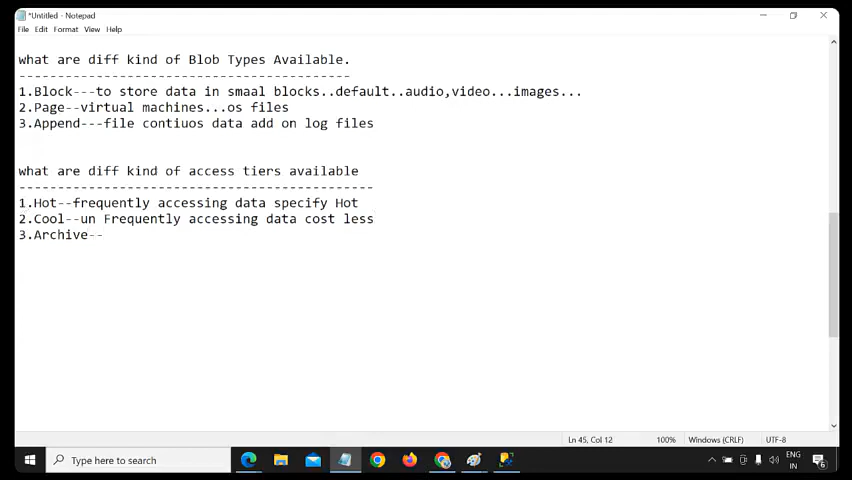 *Untitled - Notepad
File Edit Format View Help
what are diff kind of Blob Types Available.
-------------------------------------------
1.Block---to store data in smaal blocks..default..audio,video...images...
2.Page--virtual machines...os files
3.Append---file contiuos data add on log files
what are diff kind of access tiers available
----------------------------------------------
1.Hot--frequently accessing data specify Hot
2.Cool--un Frequently accessing data cost less
3.Archive--
Ln 45, Col 12 100% Windows (CRLF) UTF-8
Type here to search
ENG
IN
6